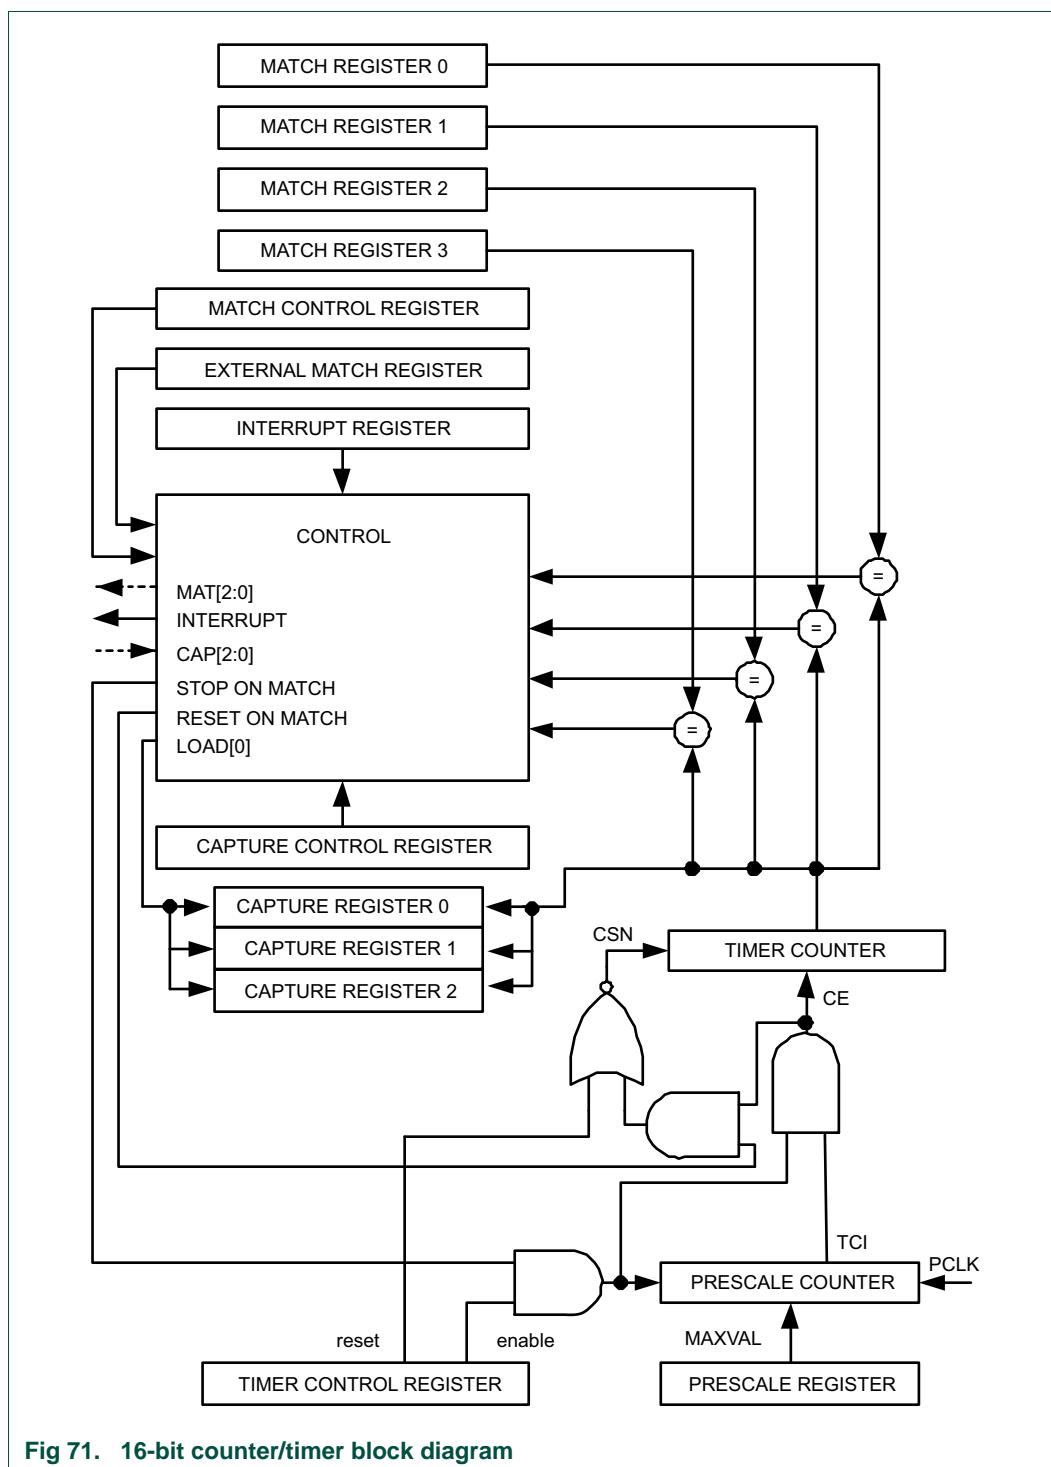 MATCH REGISTER 0
MATCH REGISTER 1
MATCH REGISTER 2
MATCH REGISTER 3
MATCH CONTROL REGISTER
EXTERNAL MATCH REGISTER
INTERRUPT REGISTER
CONTROL
MAT[2:0]
INTERRUPT
CAP[2:0]
STOP ON MATCH
RESET ON MATCH
LOAD[0]
=
=
=
=
CAPTURE CONTROL REGISTER
CAPTURE REGISTER 0
CAPTURE REGISTER 1
CAPTURE REGISTER 2
CSN
TIMER COUNTER
CE
TCI
PCLK
PRESCALE COUNTER
reset
enable
MAXVAL
TIMER CONTROL REGISTER
PRESCALE REGISTER
Fig 71. 16-bit counter/timer block diagram